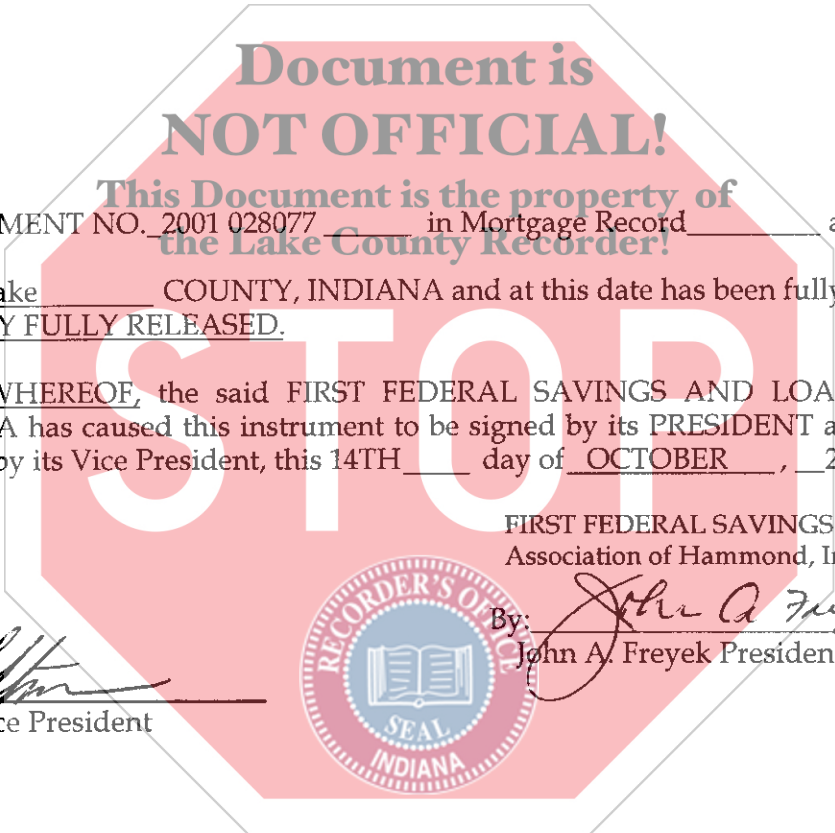 Document is
NOT OFFICIAL!
This Document is the property of
the Lake County Recorder!
MENT NO. 2001 028077 in Mortgage Record
ake COUNTY, INDIANA and at this date has been fully
Y FULLY RELEASED.
WHEREOF, the said FIRST FEDERAL SAVINGS AND LOA
A has caused this instrument to be signed by its PRESIDENT a
by its Vice President, this 14TH day of OCTOBER , 2
STOP
FIRST FEDERAL SAVINGS
Association of Hammond, In
By: John A
John A. Freyek Presiden
ce President
RECORDER'S OFFICE
SEAL
INDIANA